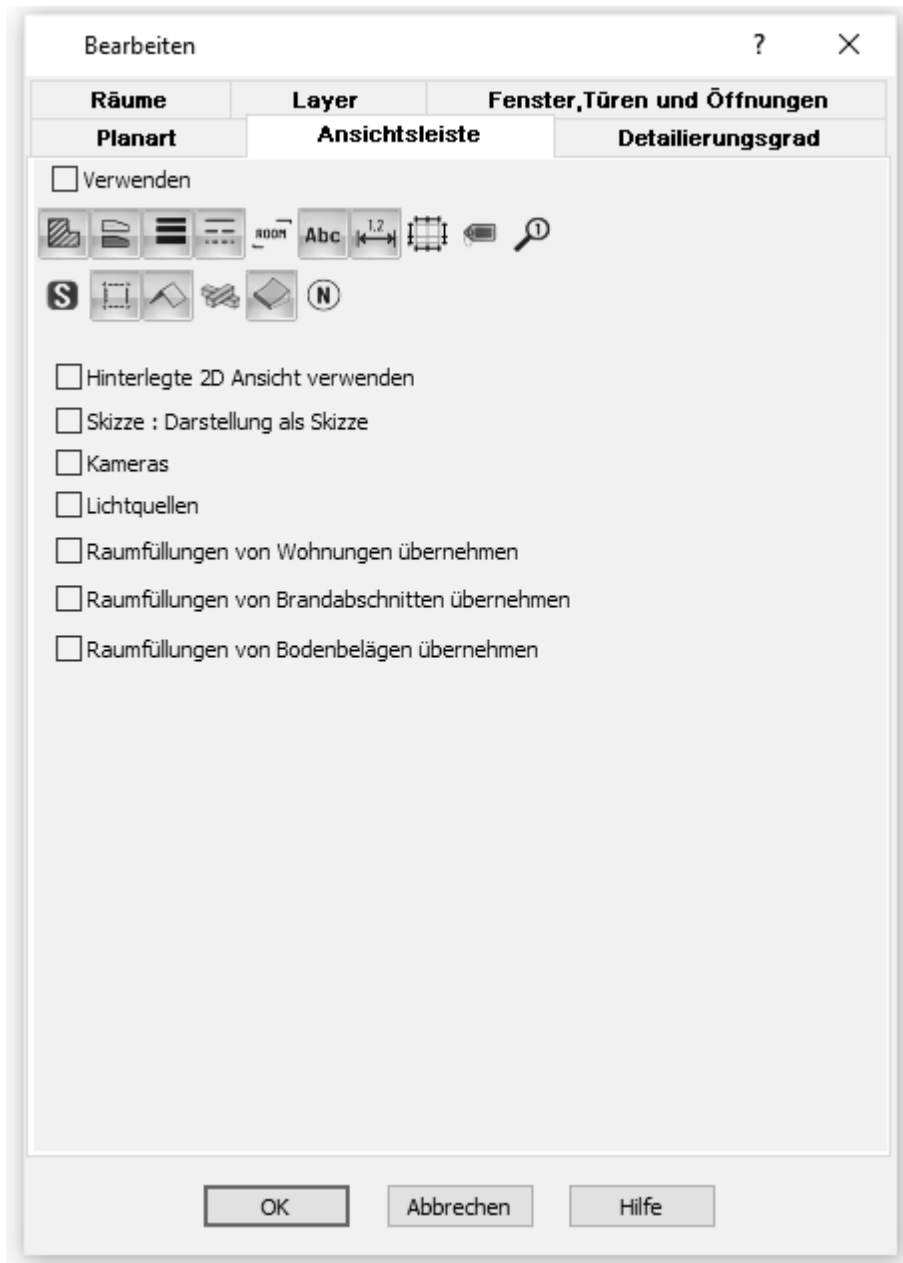 Bearbeiten ? ×
Räume Layer Fenster,Türen und Öffnungen
Planart Ansichtsleiste Detailierungsgrad
Verwenden
ROOM Abc 1.2 1
S N
Hinterlegte 2D Ansicht verwenden
Skizze : Darstellung als Skizze
Kameras
Lichtquellen
Raumfüllungen von Wohnungen übernehmen
Raumfüllungen von Brandabschnitten übernehmen
Raumfüllungen von Bodenbelägen übernehmen
OK Abbrechen Hilfe